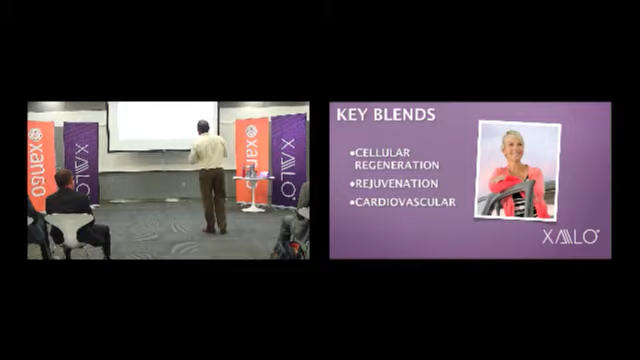 xango
XALO
xango
XALO
KEY BLENDS
•CELLULAR
REGENERATION
•REJUVENATION
•CARDIOVASCULAR
XALO